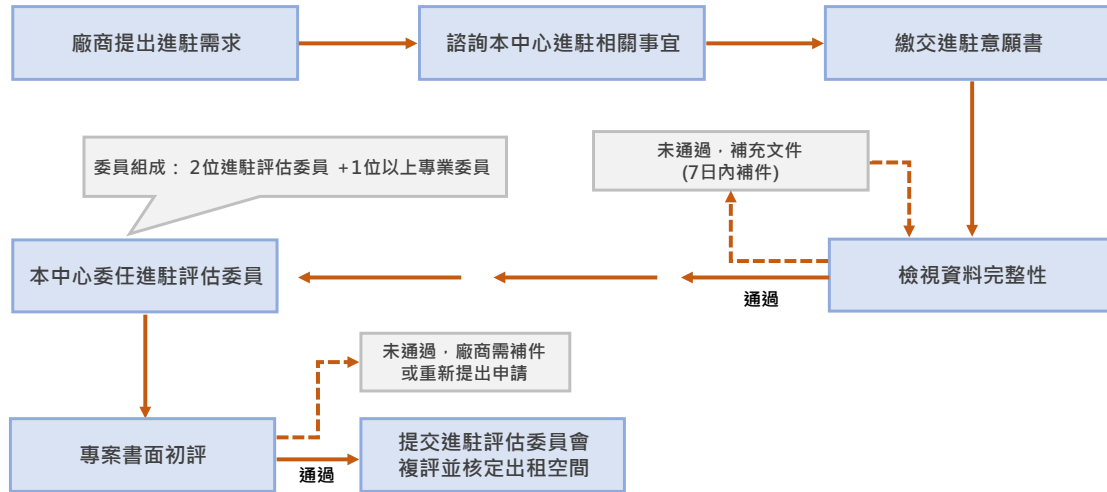 廠商提出進駐需求
諮詢本中心進駐相關事宜
繳交進駐意願書
委員組成： 2位進駐評估委員 +1位以上專業委員
未通過，補充文件
(7日內補件)
本中心委任進駐評估委員
通過
檢視資料完整性
未通過，廠商需補件
或重新提出申請
專案書面初評
通過
提交進駐評估委員會
複評並核定出租空間